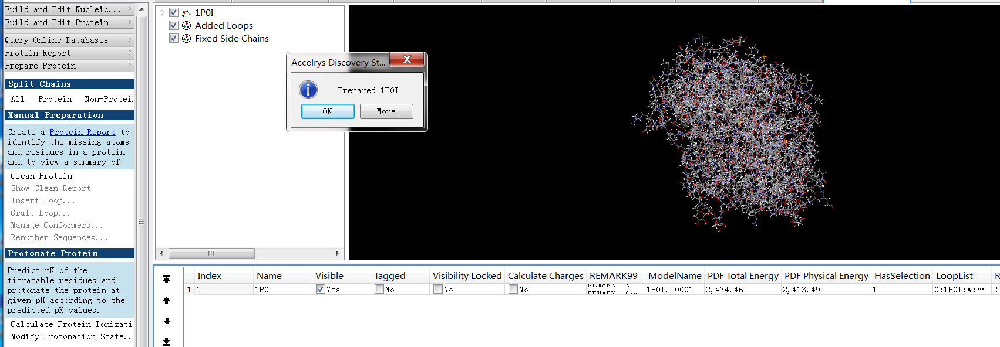 Build and Edit Nucleic... ?
Build and Edit Protein ?
Query Online Databases ?
Protein Report ?
Prepare Protein ?
Split Chains
All Protein Non-Protei
Manual Preparation
Create a Protein Report to
identify the missing atoms
and residues in a protein
and to view a summary of
Clean Protein
Show Clean Report
Insert Loop...
Graft Loop...
Manage Conformers...
Renumber Sequences...
Protonate Protein
Predict pK of the
titratable residues and
protonate the protein at
given pH according to the
predicted pK values.
Calculate Protein Ionizati
Modify Protonation State..
1P0I
Added Loops
Fixed Side Chains
Accelrys Discovery St...
X
Prepared 1P0I
OK More
Index Name Visible Tagged Visibility Locked Calculate Charges REMARK99 ModelName PDF Total Energy PDF Physical Energy HasSelection LoopList R
1 1 1P0I Yes No No No 1P0I.L0001 2,474.46 2,413.49 1 0:1P0I:A:... 2